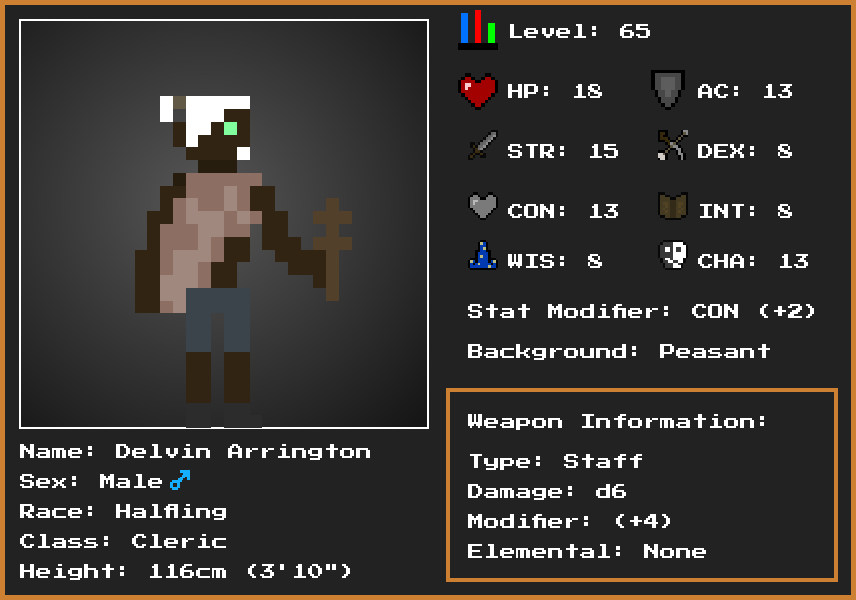 Level: 65
HP: 18
AC: 13
STR: 15
DEX: 8
CON: 13
INT: 8
WIS: 8
CHA: 13
Stat Modifier: CON (+2)
Background: Peasant
Weapon Information:
Type: Staff
Damage: d6
Modifier: (+4)
Elemental: None
Name: Delvin Arrington
Sex: Male♂
Race: Halfling
Class: Cleric
Height: 116cm (3'10")